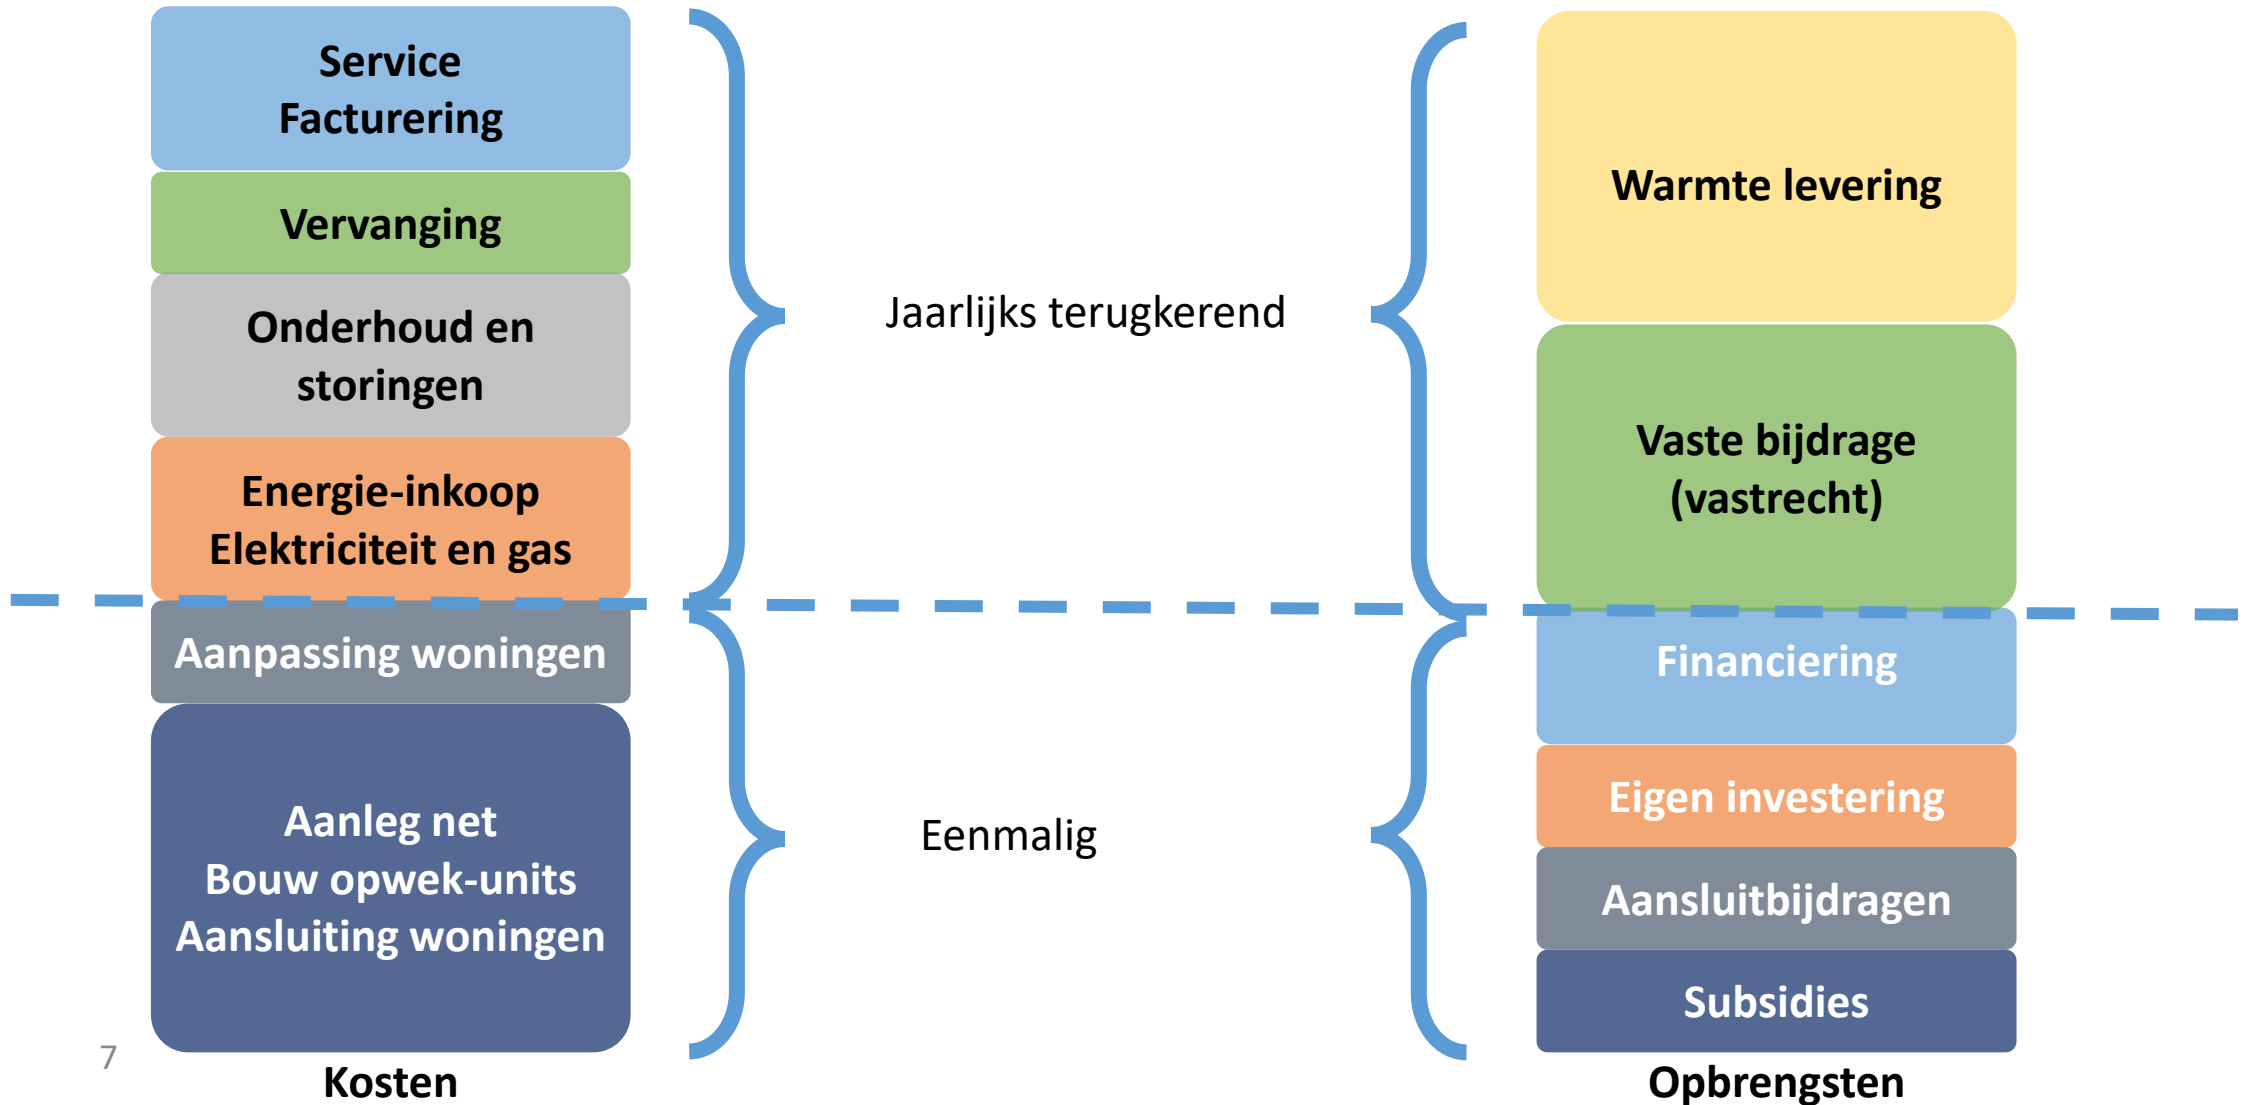 Service
Facturering
Vervanging
Onderhoud en
storingen
Energie-inkoop
Elektriciteit en gas
Aanpassing woningen
Aanleg net
Bouw opwek-units
Aansluiting woningen
Kosten
Jaarlijks terugkerend
Eenmalig
Warmte levering
Vaste bijdrage
(vastrecht)
Financiering
Eigen investering
Aansluitbijdragen
Subsidies
Opbrengsten
7